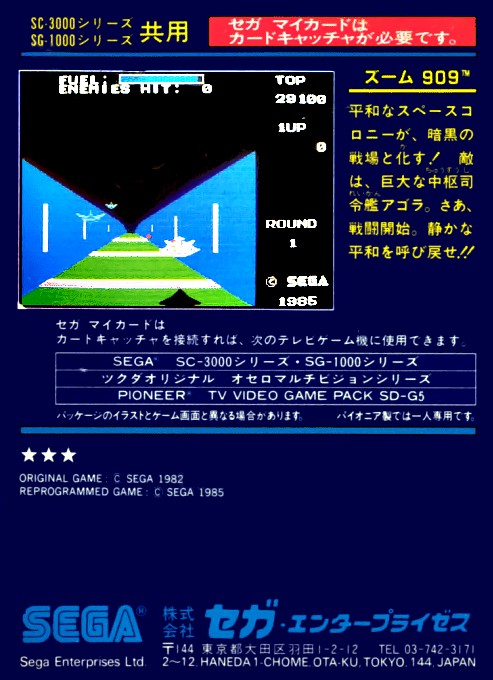 SC-3000シリーズ
SG-1000シリーズ 共用
セガ マイカードは
カードキャッチャが必要です。
FUEL:
ENEMIES HIT: 0
TOP
29100
1UP
0
ROUND
1
© SEGA
1985
ズーム 909™
平和なスペースコ
ロニーが、暗黒の
戦場と化す! 敵
は、巨大な中枢司
令艦アゴラ。さあ、
戦闘開始。静かな
平和を呼び戻せ!!
セガ マイカードは
カートキャッチャを接続すれば、次のテレビゲーム機に使用できます。
SEGA® SC-3000シリーズ・SG-1000シリーズ
ツクダオリジナル オセロマルチビジョンシリーズ
PIONEER® TV VIDEO GAME PACK SD-G5
パッケージのイラストとゲーム画面と異なる場合があります。 パイオニア製では一人専用です。
★★★
ORIGINAL GAME: © SEGA 1982
REPROGRAMMED GAME: © SEGA 1985
SEGA®
株式会社 セガ・エンタープライゼス
Sega Enterprises Ltd.
〒144 東京都大田区羽田1-2-12 TEL 03-742-3171
2〜12, HANEDA 1-CHOME, OTA-KU, TOKYO, 144, JAPAN